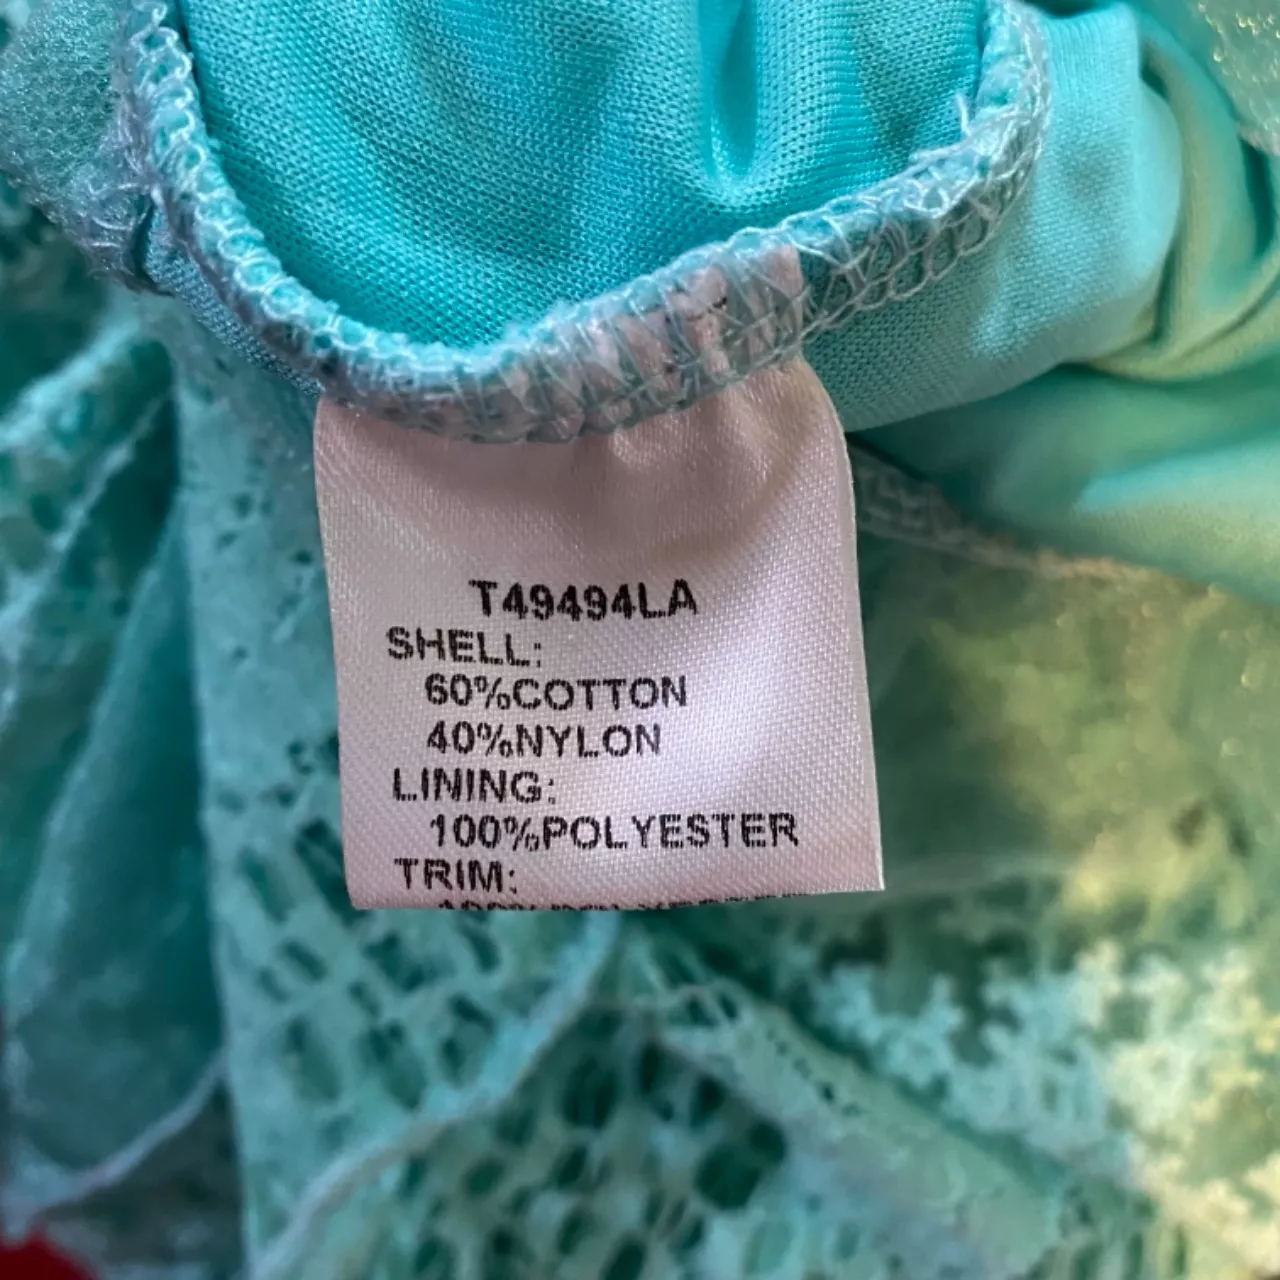 T49494LA
SHELL:
60%COTTON
40%NYLON
LINING:
100%POLYESTER
TRIM: